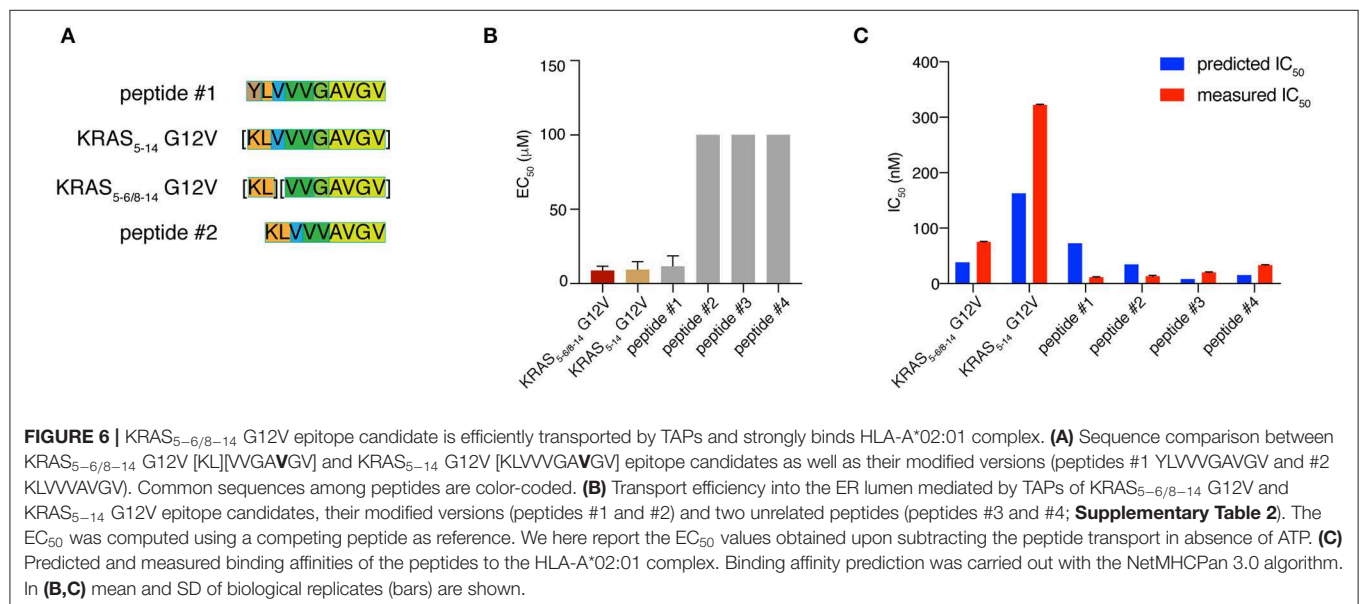 A
peptide #1 YLVVVGAVGV
KRAS5-14 G12V [KLVVVGAVGV]
KRAS5-6/8-14 G12V [KL][VVGAVGV]
peptide #2 KLVVVAVGV
B
EC50 (μM)
150
100
50
0
KRAS5-6/8-14 G12V
KRAS5-14 G12V
peptide #1
peptide #2
peptide #3
peptide #4
C
predicted IC50
measured IC50
IC50 (nM)
400
300
200
100
0
KRAS5-6/8-14 G12V
KRAS5-14 G12V
peptide #1
peptide #2
peptide #3
peptide #4
FIGURE 6 | KRAS5–6/8–14 G12V epitope candidate is efficiently transported by TAPs and strongly binds HLA-A*02:01 complex. (A) Sequence comparison between
KRAS5–6/8–14 G12V [KL][VVGAVGV] and KRAS5–14 G12V [KLVVVGAVGV] epitope candidates as well as their modified versions (peptides #1 YLVVVGAVGV and #2
KLVVVAVGV). Common sequences among peptides are color-coded. (B) Transport efficiency into the ER lumen mediated by TAPs of KRAS5–6/8–14 G12V and
KRAS5–14 G12V epitope candidates, their modified versions (peptides #1 and #2) and two unrelated peptides (peptides #3 and #4; Supplementary Table 2). The
EC50 was computed using a competing peptide as reference. We here report the EC50 values obtained upon subtracting the peptide transport in absence of ATP. (C)
Predicted and measured binding affinities of the peptides to the HLA-A*02:01 complex. Binding affinity prediction was carried out with the NetMHCPan 3.0 algorithm.
In (B,C) mean and SD of biological replicates (bars) are shown.